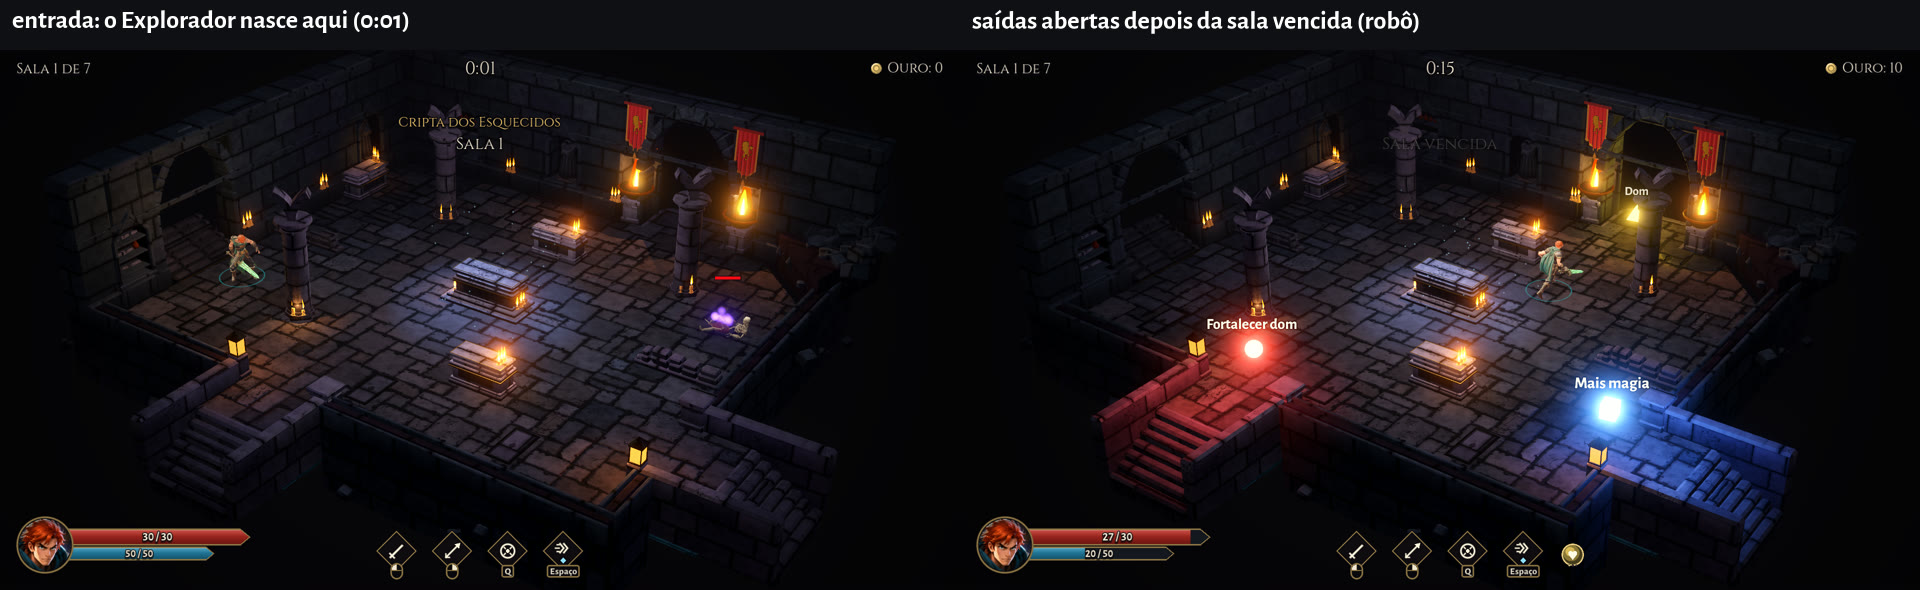 entrada: o Explorador nasce aqui (0:01)
SALA 1 DE 7
0:01
OURO: 0
CRIPTA DOS ESQUECIDOS
SALA 1
30/30
50/50
Q
Espaço
saídas abertas depois da sala vencida (robô)
SALA 1 DE 7
0:15
OURO: 10
SALA VENCIDA
Dom
Fortalecer dom
Mais magia
27/30
20/50
Q
Espaço